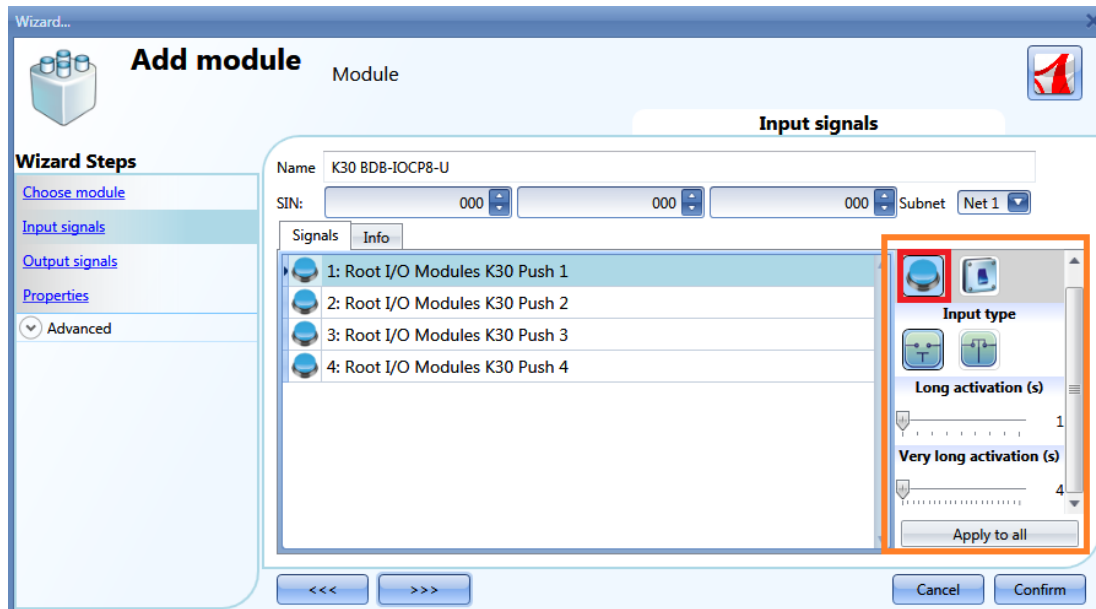 Wizard...
Add module
Module
Input signals
Wizard Steps
Choose module
Input signals
Output signals
Properties
Advanced
Name K30 BDB-IOCP8-U
SIN: 000 000 000 Subnet Net 1
Signals Info
1: Root I/O Modules K30 Push 1
2: Root I/O Modules K30 Push 2
3: Root I/O Modules K30 Push 3
4: Root I/O Modules K30 Push 4
Input type
Long activation (s)
1
Very long activation (s)
4
Apply to all
<<< >>> Cancel Confirm